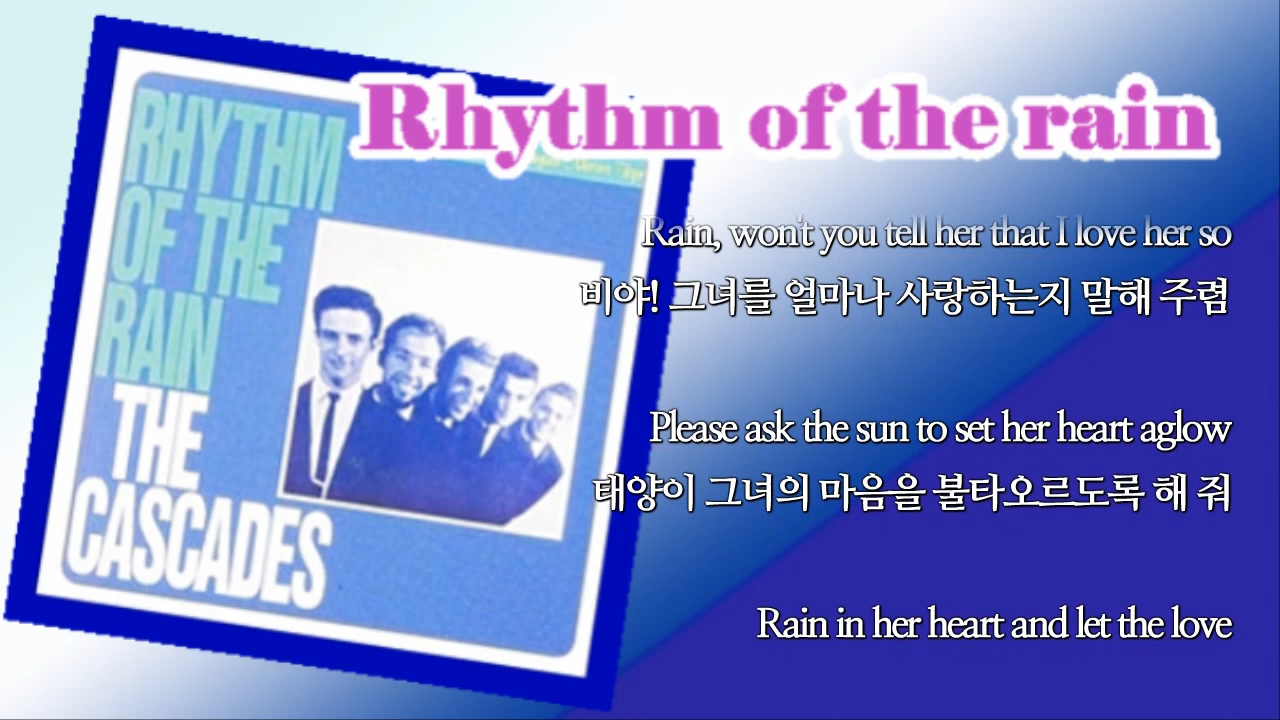 Rhythm of the rain
RHYTHM
OF THE
RAIN
THE
CASCADES
Rain, won't you tell her that I love her so
비야! 그녀를 얼마나 사랑하는지 말해 주렴
Please ask the sun to set her heart aglow
태양이 그녀의 마음을 불타오르도록 해 줘
Rain in her heart and let the love